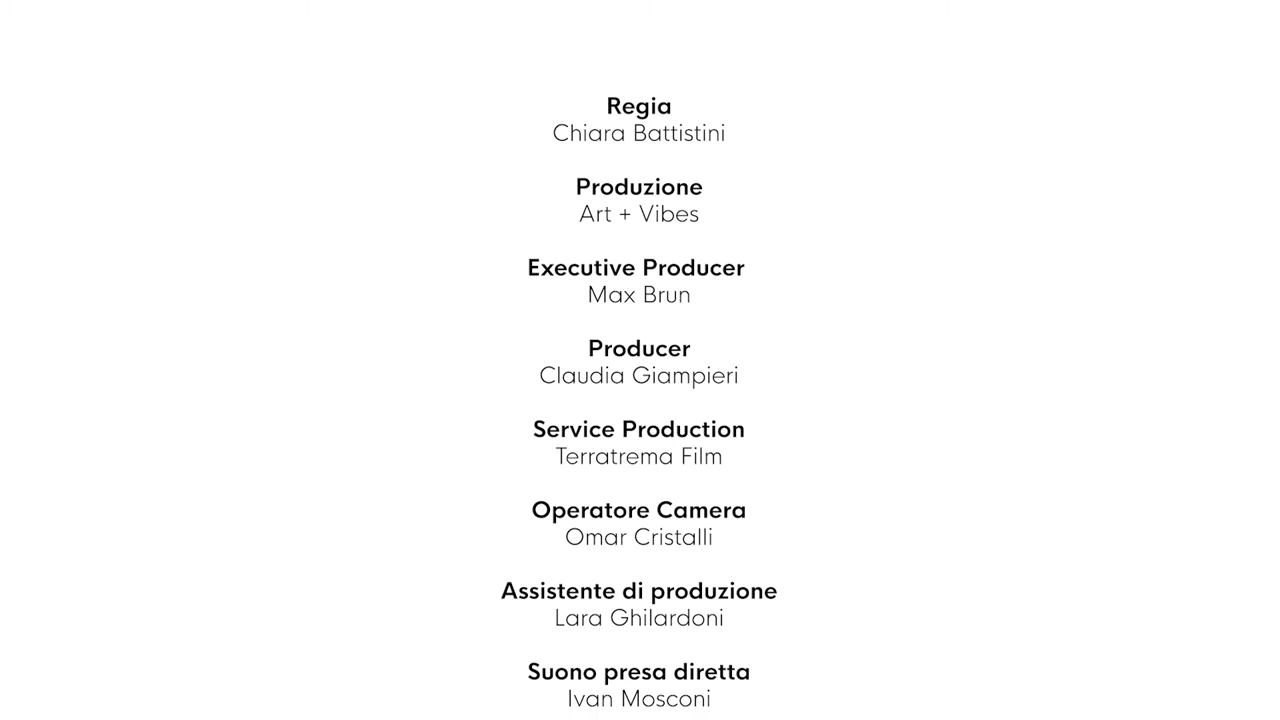 Regia
Chiara Battistini
Produzione
Art + Vibes
Executive Producer
Max Brun
Producer
Claudia Giampieri
Service Production
Terratrema Film
Operatore Camera
Omar Cristalli
Assistente di produzione
Lara Ghilardoni
Suono presa diretta
Ivan Mosconi